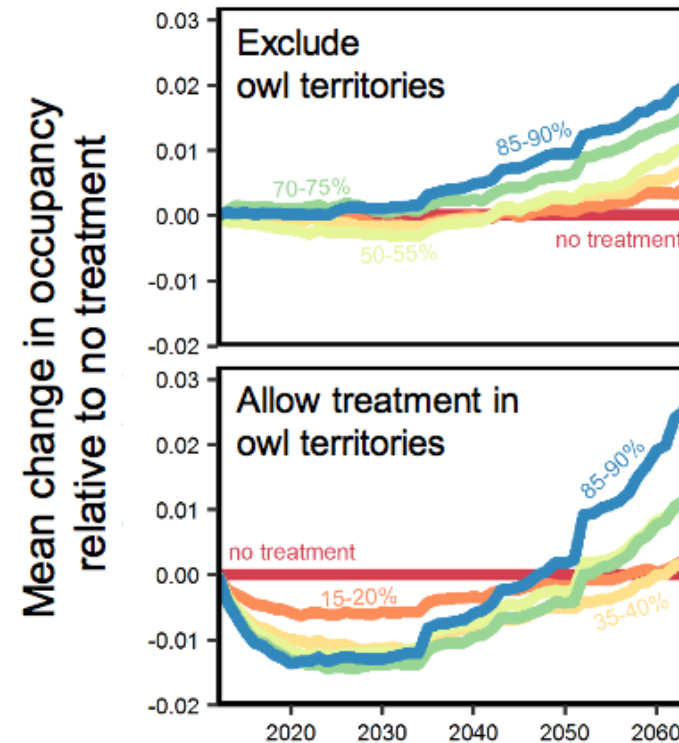 Mean change in occupancy
relative to no treatment
0.03
0.02
0.01
0.00
-0.01
-0.02
Exclude
owl territories
85-90%
70-75%
50-55%
no treatment
0.03
0.02
0.01
0.00
-0.01
-0.02
Allow treatment in
owl territories
85-90%
no treatment
15-20%
35-40%
2020 2030 2040 2050 2060